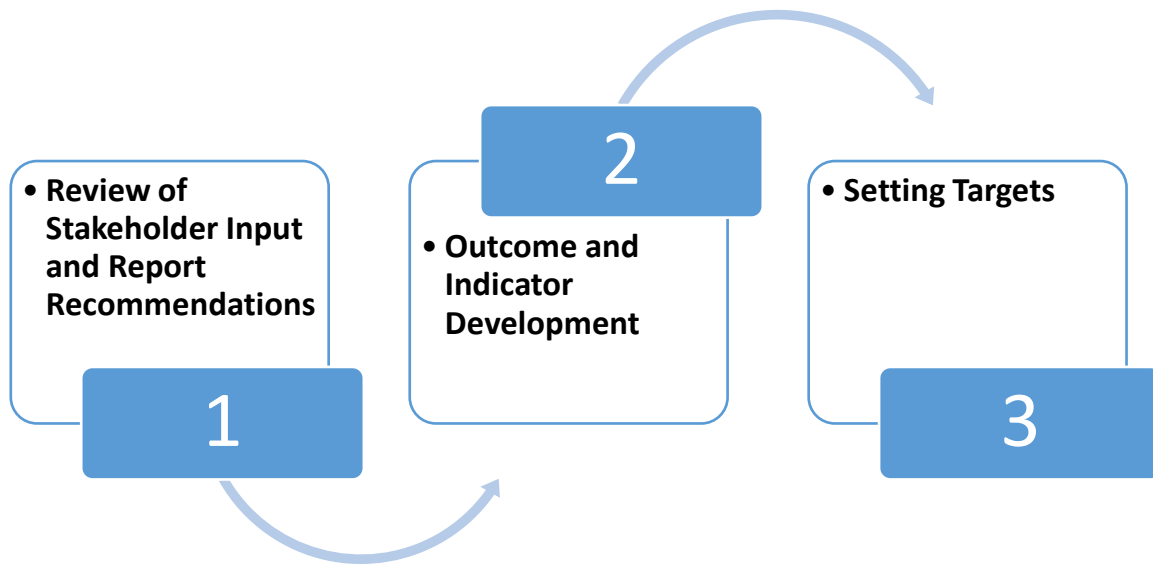 • Review of
Stakeholder Input
and Report
Recommendations
1
2
• Outcome and
Indicator
Development
• Setting Targets
3